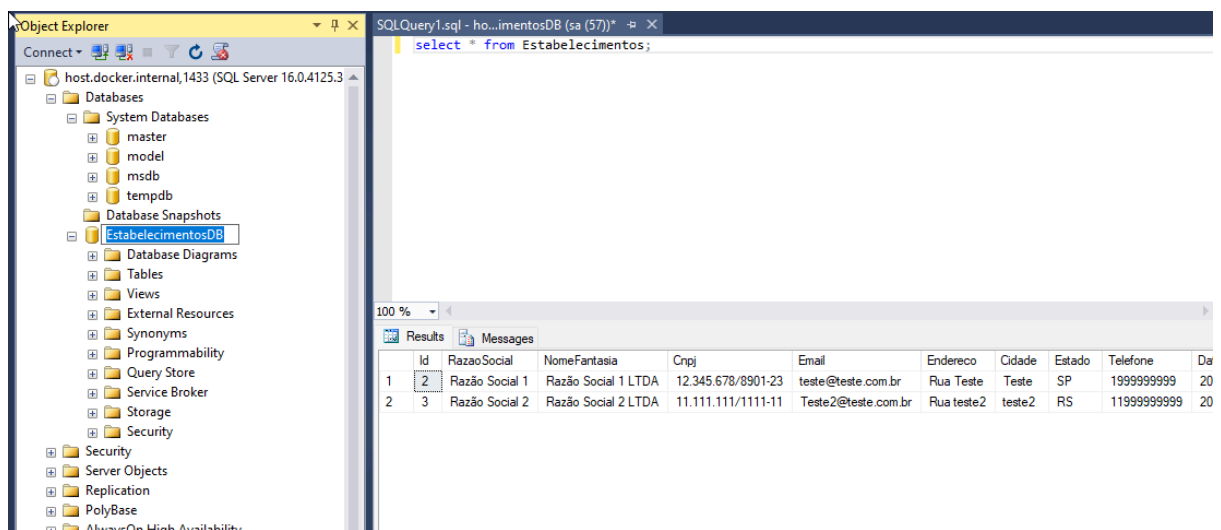 Object Explorer
Connect
host.docker.internal,1433 (SQL Server 16.0.4125.3
Databases
System Databases
master
model
msdb
tempdb
Database Snapshots
EstabelecimentosDB
Database Diagrams
Tables
Views
External Resources
Synonyms
Programmability
Query Store
Service Broker
Storage
Security
Security
Server Objects
Replication
PolyBase
AlwaysOn High Availability
SQLQuery1.sql - ho...imentosDB (sa (57))*
select * from Estabelecimentos;
100 %
Results Messages
Id RazaoSocial NomeFantasia Cnpj Email Endereco Cidade Estado Telefone Da
1 2 Razão Social 1 Razão Social 1 LTDA 12.345.678/8901-23 teste@teste.com.br Rua Teste Teste SP 1999999999 20
2 3 Razão Social 2 Razão Social 2 LTDA 11.111.111/1111-11 Teste2@teste.com.br Rua teste2 teste2 RS 11999999999 20